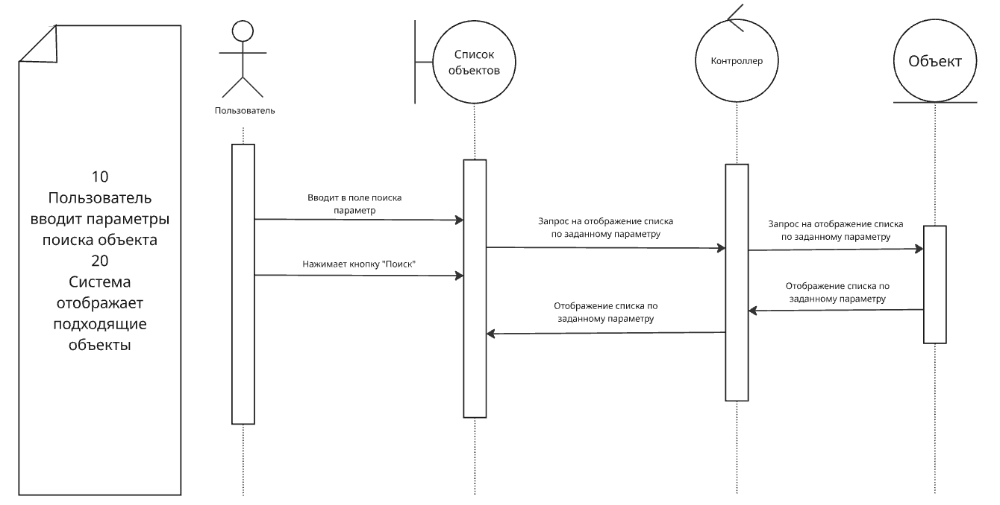 10
Пользователь
вводит параметры
поиска объекта
20
Система
отображает
подходящие
объекты
Пользователь
Список
объектов
Контроллер
Объект
Вводит в поле поиска
параметр
Запрос на отображение списка
по заданному параметру
Запрос на отображение списка
по заданному параметру
Нажимает кнопку "Поиск"
Отображение списка по
заданному параметру
Отображение списка по
заданному параметру